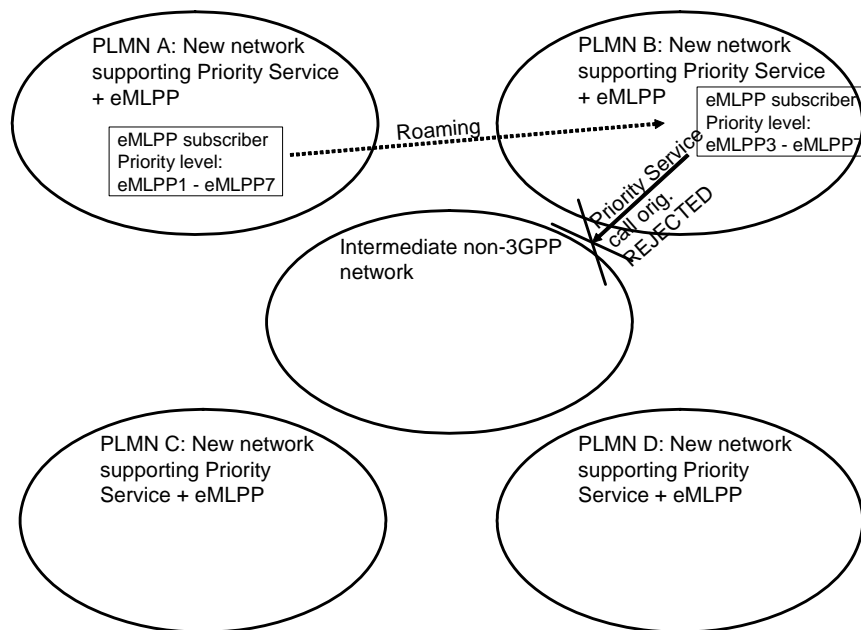 PLMN A: New network
supporting Priority Service
+ eMLPP
eMLPP subscriber
Priority level:
eMLPP1 - eMLPP7
Roaming
PLMN B: New network
supporting Priority Service
+ eMLPP
eMLPP subscriber
Priority level:
eMLPP3 - eMLPP7
Priority Service
call orig.
REJECTED
Intermediate non-3GPP
network
PLMN C: New network
supporting Priority
Service + eMLPP
PLMN D: New network
supporting Priority
Service + eMLPP